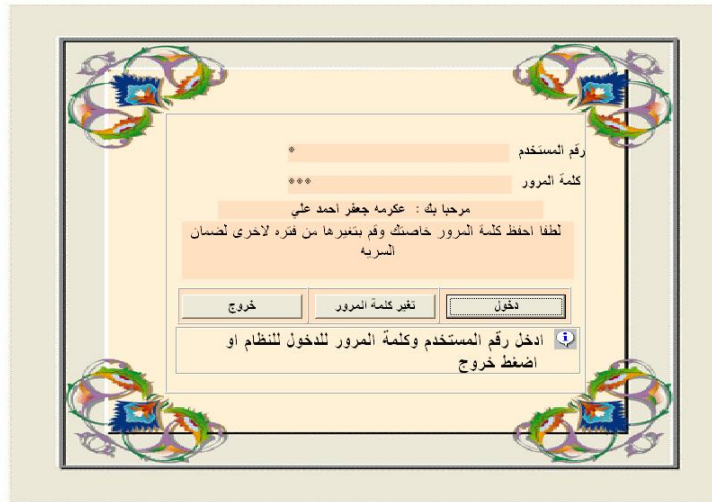 رقم المستخدم *
كلمة المرور ***
مرحبا بك : عكرمه جعفر احمد علي
لطفا احفظ كلمة المرور خاصتك وقم بتغيرها من فتره لاخرى لضمان
السريه
دخول تغير كلمة المرور خروج
ادخل رقم المستخدم وكلمة المرور للدخول للنظام او
اضغط خروج